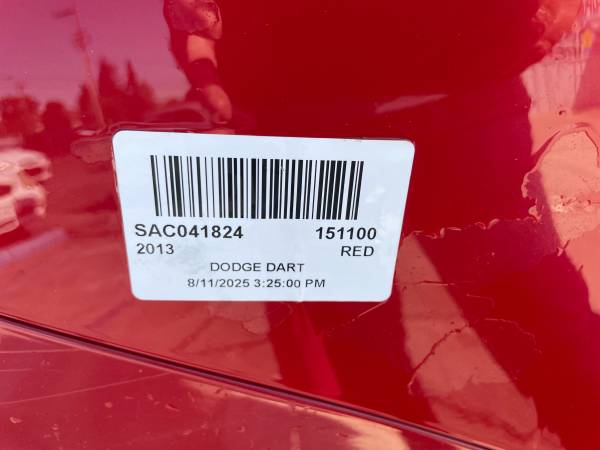 SAC041824 151100
2013 RED
DODGE DART
8/11/2025 3:25:00 PM